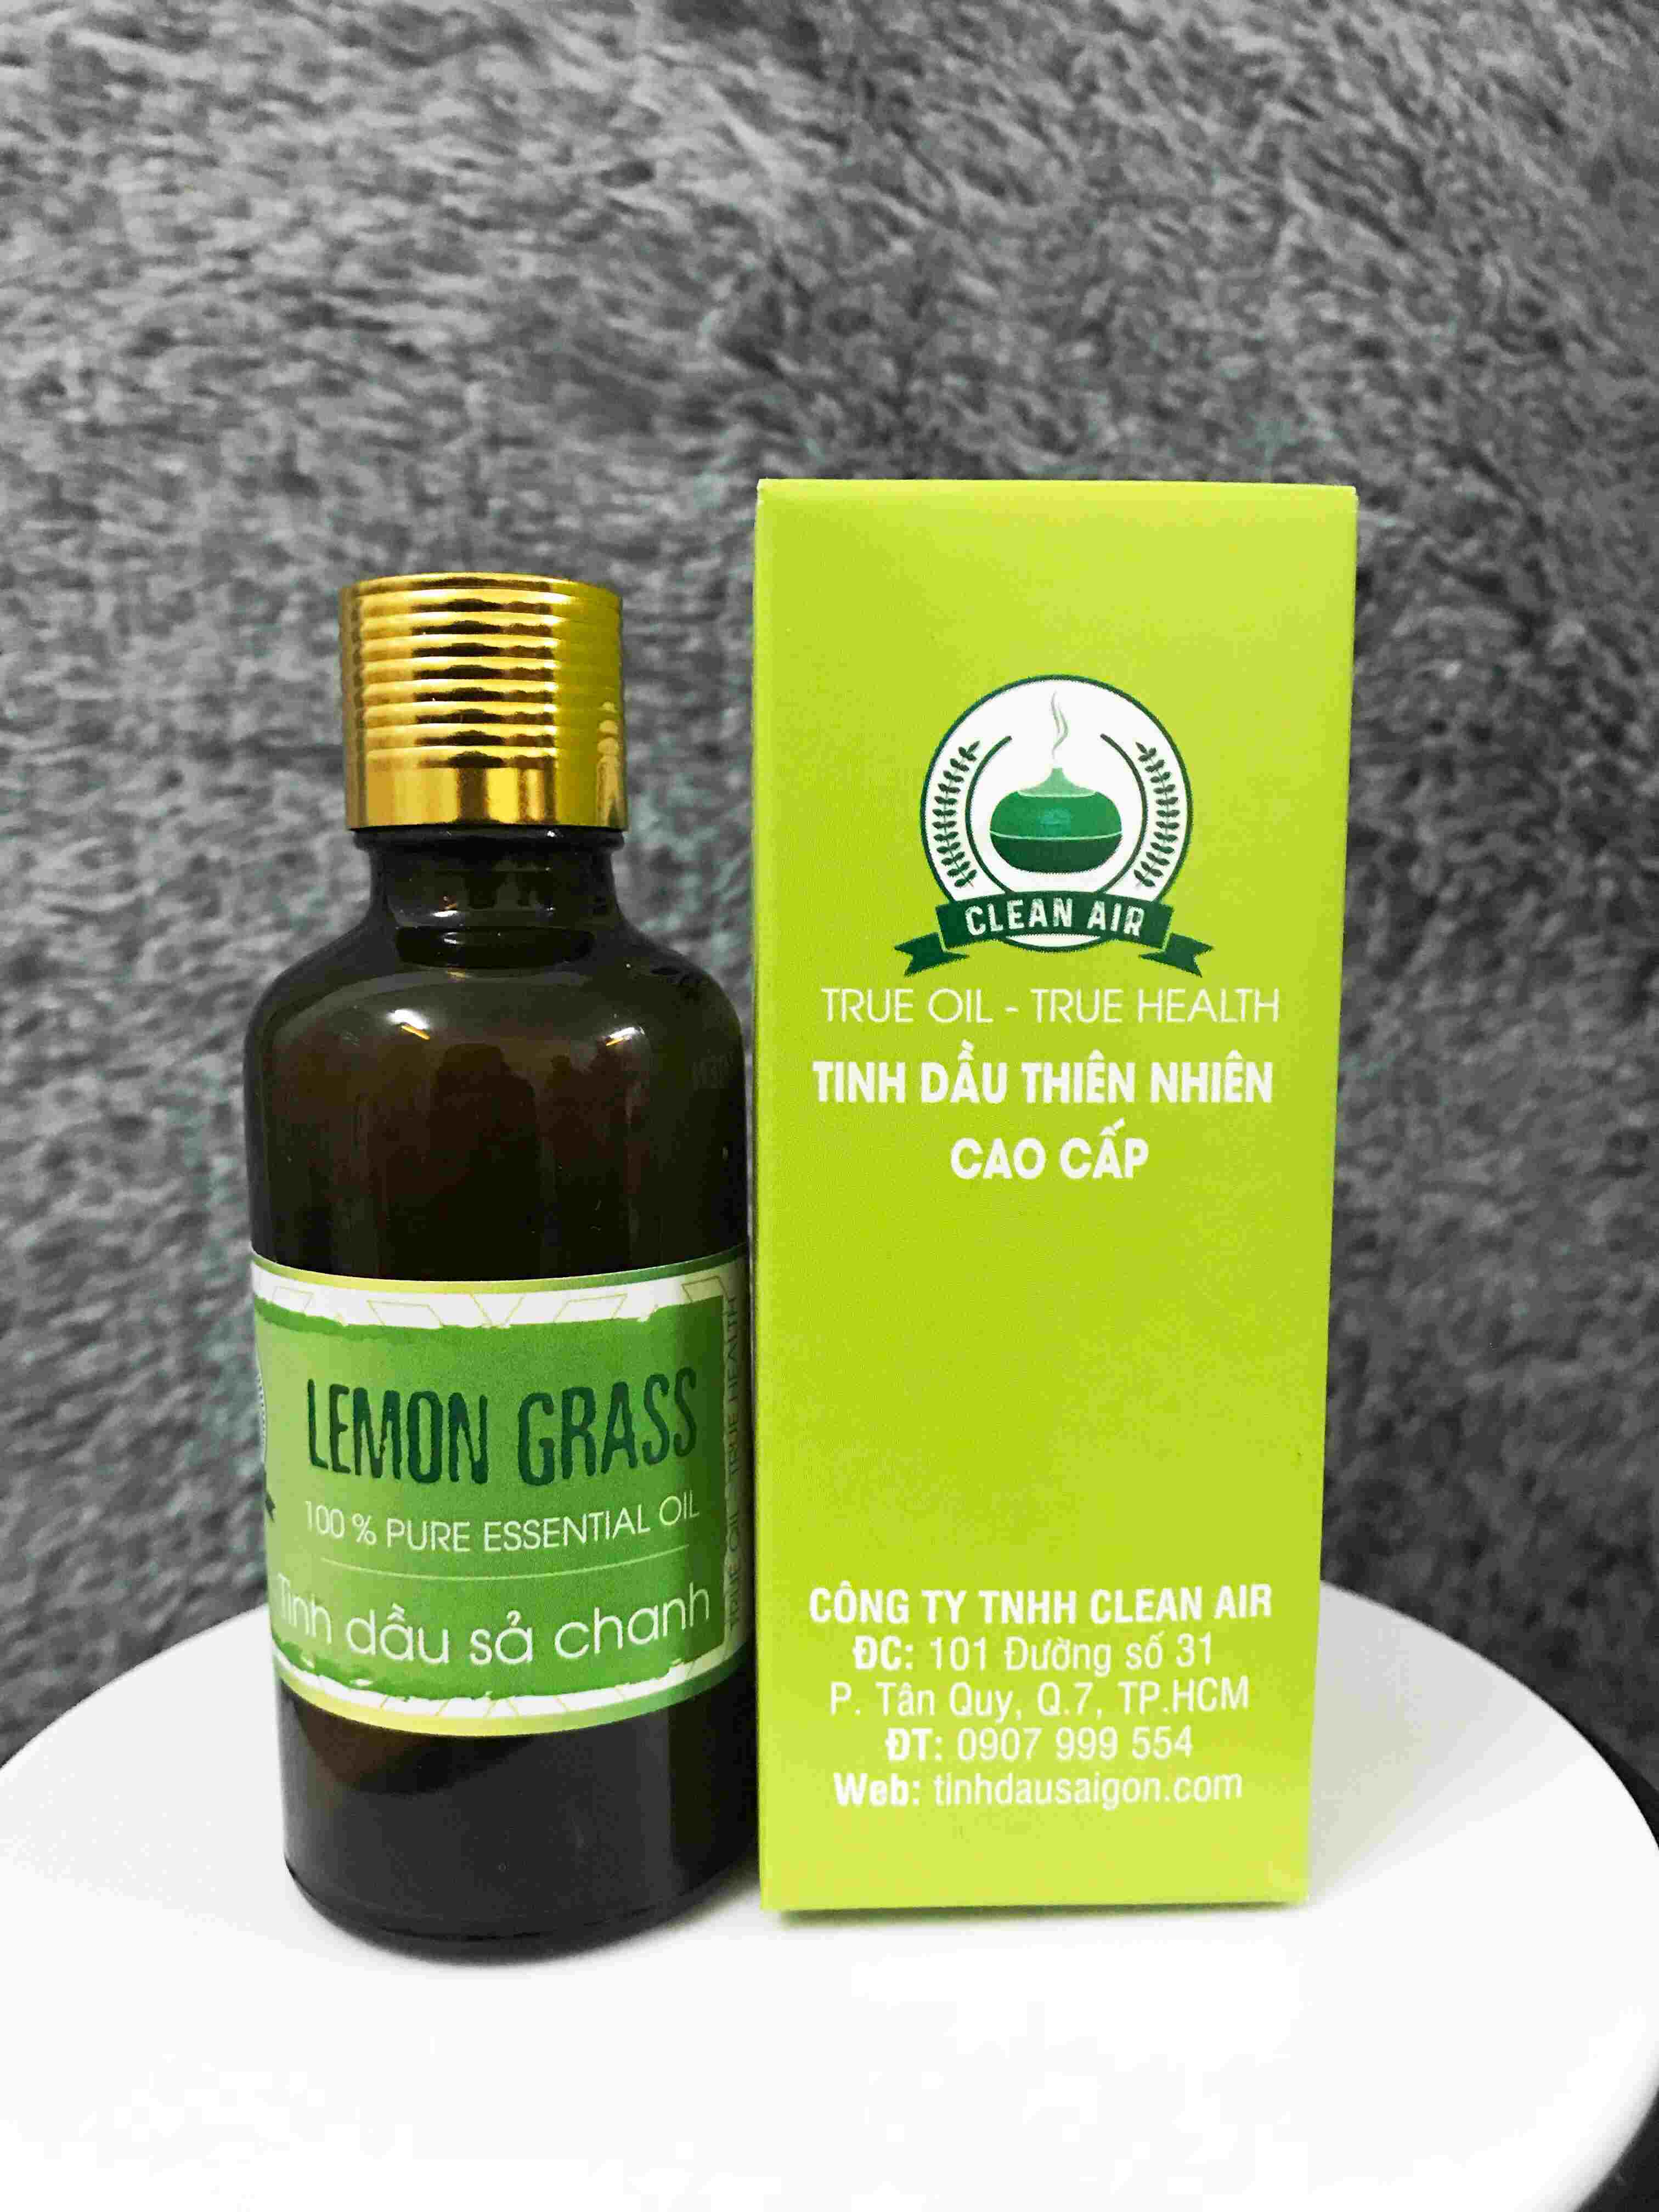 LEMON GRASS
100 % PURE ESSENTIAL OIL
Tinh dầu sả chanh
TRUE OIL - TRUE HEALTH
CLEAN AIR
TRUE OIL - TRUE HEALTH
TINH DẦU THIÊN NHIÊN
CAO CẤP
CÔNG TY TNHH CLEAN AIR
ĐC: 101 Đường số 31
P. Tân Quy, Q.7, TP.HCM
ĐT: 0907 999 554
Web: tinhdausaigon.com